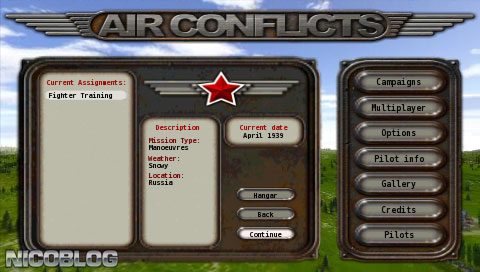 AIR CONFLICTS
Current Assignments:
Fighter Training
Description
Mission Type:
Manoeuvres
Weather:
Snowy
Location:
Russia
Current date
April 1939
Hangar
Back
Continue
Campaigns
Multiplayer
Options
Pilot info
Gallery
Credits
Pilots
NICOBLOG